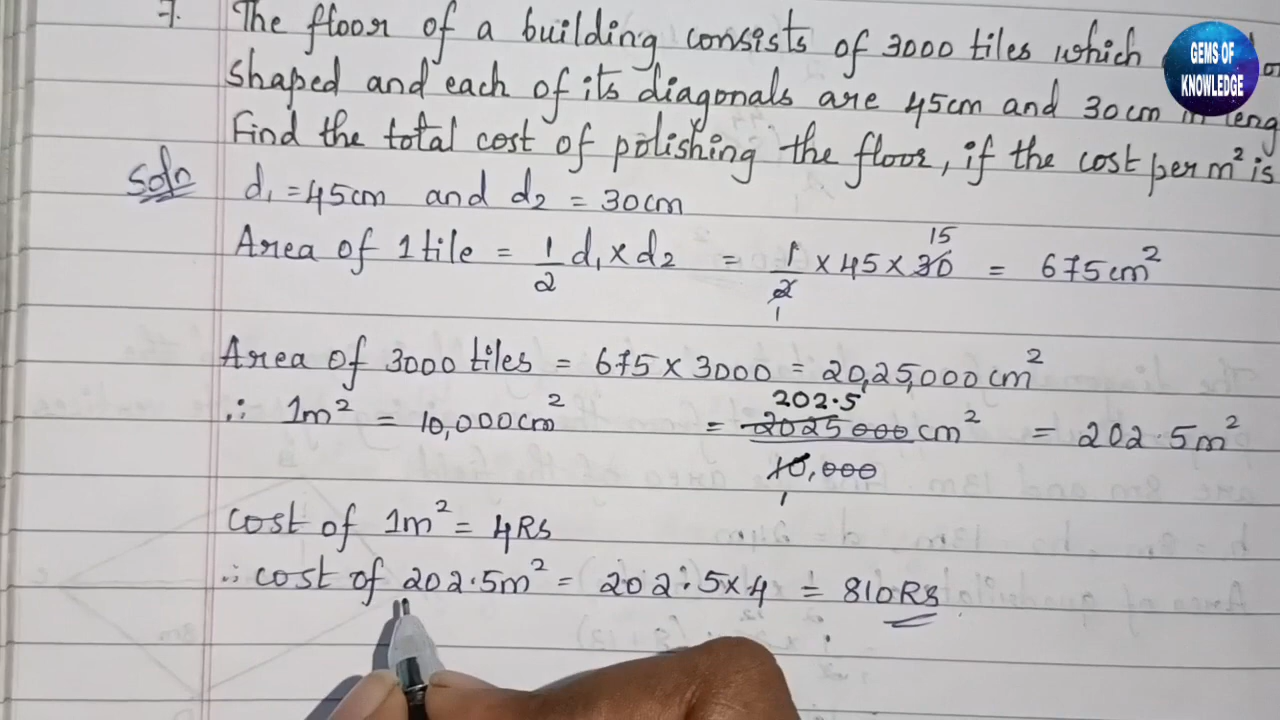 7. The floor of a building consists of 3000 tiles which
shaped and each of its diagonals are 45cm and 30cm in leng
Find the total cost of polishing the floor, if the cost per m² is
Soln d₁ = 45cm and d₂ = 30cm
Area of 1 tile = 1/2 d₁ x d₂ = 1/2 x 45 x 30 = 675cm²
15
1
Area of 3000 tiles = 675 x 3000 = 20,25,000 cm²
202.5
∴ 1m² = 10,000cm² = 2025000 cm²/10,000 = 202.5m²
1
Cost of 1m² = 4Rs
∴ cost of 202.5m² = 202.5x4 = 810Rs
GEMS OF
KNOWLEDGE